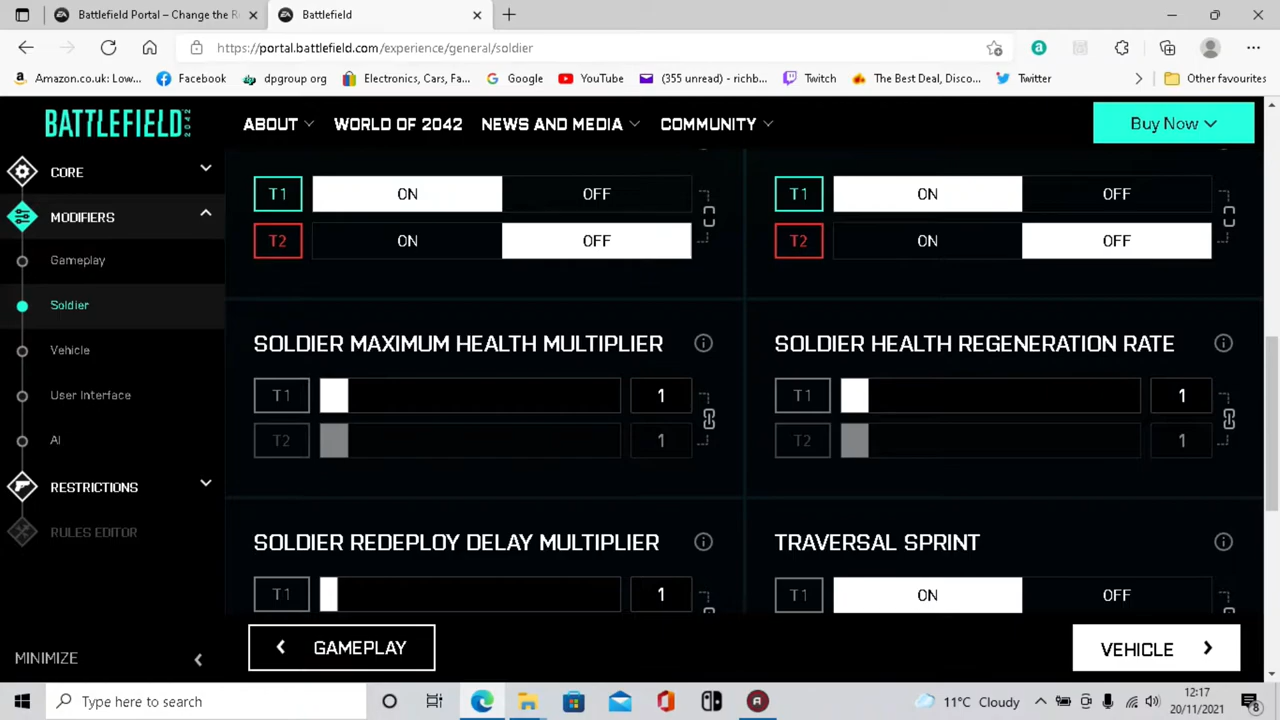 Battlefield Portal – Change the R
Battlefield
https://portal.battlefield.com/experience/general/soldier
Amazon.co.uk: Low...
Facebook
dpgroup org
Electronics, Cars, Fa...
Google
YouTube
(355 unread) - richb...
Twitch
The Best Deal, Disco...
Twitter
Other favourites
BATTLEFIELD 2042
ABOUT
WORLD OF 2042
NEWS AND MEDIA
COMMUNITY
Buy Now
CORE
MODIFIERS
Gameplay
Soldier
Vehicle
User Interface
AI
RESTRICTIONS
RULES EDITOR
MINIMIZE
T1 ON OFF
T2 ON OFF
T1 ON OFF
T2 ON OFF
SOLDIER MAXIMUM HEALTH MULTIPLIER
T1 1
T2 1
SOLDIER HEALTH REGENERATION RATE
T1 1
T2 1
SOLDIER REDEPLOY DELAY MULTIPLIER
T1 1
TRAVERSAL SPRINT
T1 ON OFF
GAMEPLAY
VEHICLE
Type here to search
11°C Cloudy
12:17
20/11/2021
8